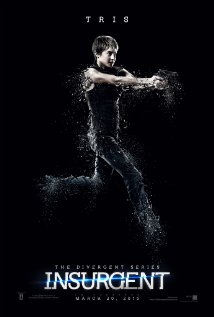 TRIS
THE DIVERGENT SERIES
INSURGENT
MARCH 20, 2015